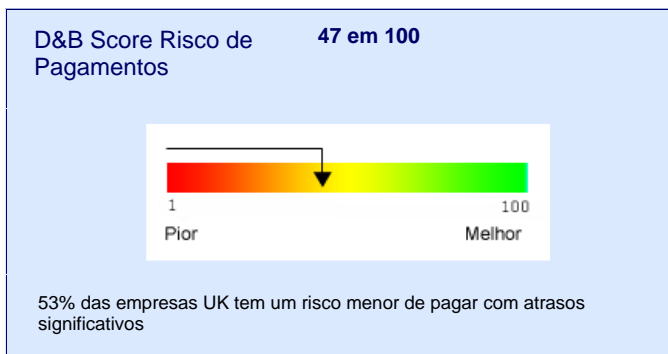 D&B Score Risco de
Pagamentos
47 em 100
1
100
Pior
Melhor
53% das empresas UK tem um risco menor de pagar com atrasos
significativos